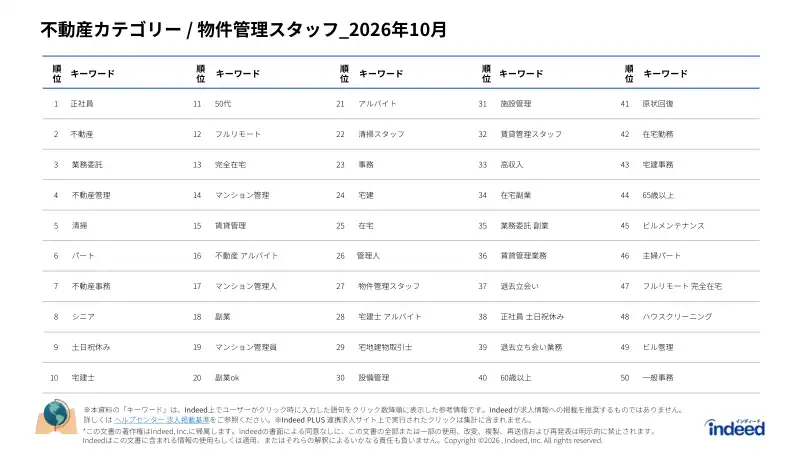 不動産カテゴリー / 物件管理スタッフ_2026年10月
順位 キーワード 順位 キーワード 順位 キーワード 順位 キーワード 順位 キーワード
1 正社員 11 50代 21 アルバイト 31 施設管理 41 原状回復
2 不動産 12 フルリモート 22 清掃スタッフ 32 賃貸管理スタッフ 42 在宅勤務
3 業務委託 13 完全在宅 23 事務 33 高収入 43 宅建事務
4 不動産管理 14 マンション管理 24 宅建 34 在宅副業 44 65歳以上
5 清掃 15 賃貸管理 25 在宅 35 業務委託 副業 45 ビルメンテナンス
6 パート 16 不動産 アルバイト 26 管理人 36 賃貸管理業務 46 主婦パート
7 不動産事務 17 マンション管理人 27 物件管理スタッフ 37 退去立会い 47 フルリモート 完全在宅
8 シニア 18 副業 28 宅建士 アルバイト 38 正社員 土日祝休み 48 ハウスクリーニング
9 土日祝休み 19 マンション管理員 29 宅地建物取引士 39 退去立ち会い業務 49 ビル管理
10 宅建士 20 副業ok 30 設備管理 40 60歳以上 50 一般事務
※本資料の「キーワード」は、Indeed上でユーザーがクリック時に入力した語句をクリック数降順に表示した参考情報です。Indeedが求人情報への掲載を推奨するものではありません。
詳しくは ヘルプセンター 求人掲載基準をご参照ください。※Indeed PLUS 連携求人サイト上で実行されたクリックは集計に含まれません。
*この文書の著作権はIndeed, Inc.に帰属します。Indeedの書面による同意なしに、この文書の全部または一部の使用、改変、複製、再送信および再発表は明示的に禁止されます。
Indeedはこの文書に含まれる情報の使用もしくは適用、またはそれらの解釈によるいかなる責任も負いません。Copyright ©2026 , Indeed, Inc. All rights reserved.
インディード
indeed